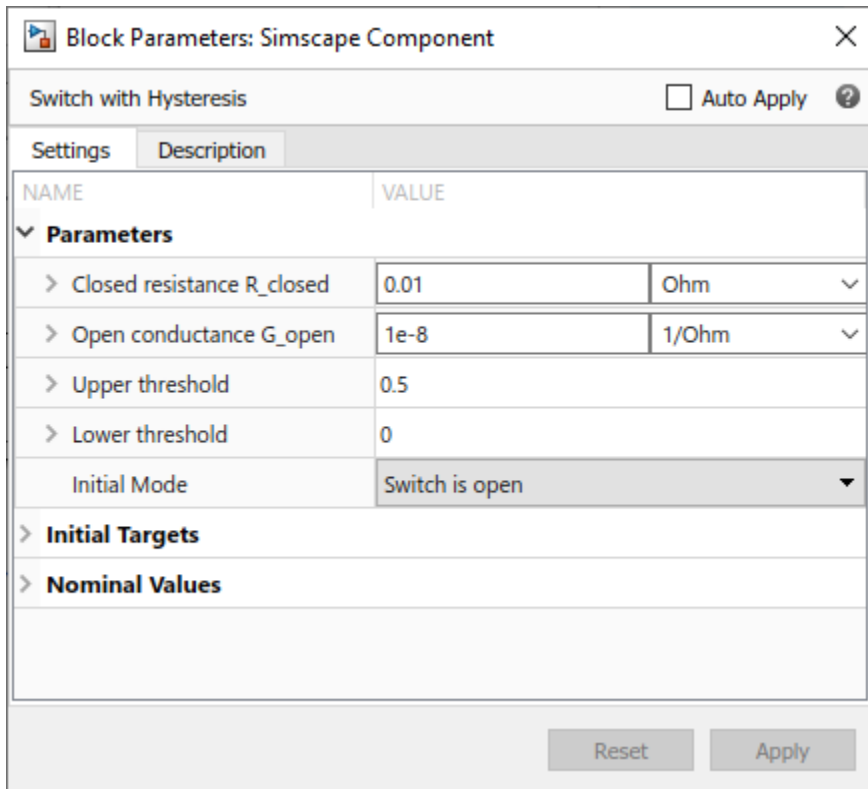 Block Parameters: Simscape Component
Switch with Hysteresis Auto Apply
Settings Description
NAME VALUE
Parameters
Closed resistance R_closed 0.01 Ohm
Open conductance G_open 1e-8 1/Ohm
Upper threshold 0.5
Lower threshold 0
Initial Mode Switch is open
Initial Targets
Nominal Values
Reset Apply